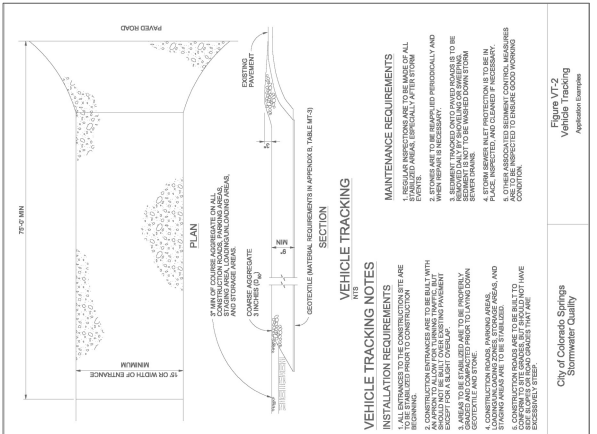 75'-0" MIN
PAVED ROAD
15' OR WIDTH OF ENTRANCE
MINIMUM
PLAN
3" MIN OF COURSE AGGREGATE ON ALL
CONSTRUCTION ROADS, PARKING AREAS,
STAGING AREA, LOADING/UNLOADING AREAS,
AND STORAGE AREAS.
COARSE AGGREGATE
3 INCHES (D50)
EXISTING
PAVEMENT
9"
MIN
GEOTEXTILE (MATERIAL REQUIREMENTS IN APPENDIX B, TABLE MT-3)
SECTION
VEHICLE TRACKING
NTS
VEHICLE TRACKING NOTES
INSTALLATION REQUIREMENTS
1. ALL ENTRANCES TO THE CONSTRUCTION SITE ARE
TO BE STABILIZED PRIOR TO CONSTRUCTION
BEGINNING.
2. CONSTRUCTION ENTRANCES ARE TO BE BUILT WITH
AN APRON TO ALLOW FOR TURNING TRAFFIC, BUT
SHOULD NOT BE BUILT OVER EXISTING PAVEMENT
EXCEPT FOR A SLIGHT OVERLAP.
3. AREAS TO BE STABILIZED ARE TO BE PROPERLY
GRADED AND COMPACTED PRIOR TO LAYING DOWN
GEOTEXTILE AND STONE.
4. CONSTRUCTION ROADS, PARKING AREAS,
LOADING/UNLOADING ZONES, STORAGE AREAS, AND
STAGING AREAS ARE TO BE STABILIZED.
5. CONSTRUCTION ROADS ARE TO BE BUILT TO
CONFORM TO SITE GRADES, BUT SHOULD NOT HAVE
SIDE SLOPES OR ROAD GRADES THAT ARE
EXCESSIVELY STEEP.
MAINTENANCE REQUIREMENTS
1. REGULAR INSPECTIONS ARE TO BE MADE OF ALL
STABILIZED AREAS, ESPECIALLY AFTER STORM
EVENTS.
2. STONES ARE TO BE REAPPLIED PERIODICALLY AND
WHEN REPAIR IS NECESSARY.
3. SEDIMENT TRACKED ONTO PAVED ROADS IS TO BE
REMOVED DAILY BY SHOVELING OR SWEEPING.
SEDIMENT IS NOT TO BE WASHED DOWN STORM
SEWER DRAINS.
4. STORM SEWER INLET PROTECTION IS TO BE IN
PLACE, INSPECTED, AND CLEANED IF NECESSARY.
5. OTHER ASSOCIATED SEDIMENT CONTROL MEASURES
ARE TO BE INSPECTED TO ENSURE GOOD WORKING
CONDITION.
City of Colorado Springs
Stormwater Quality
Figure VT-2
Vehicle Tracking
Application Examples